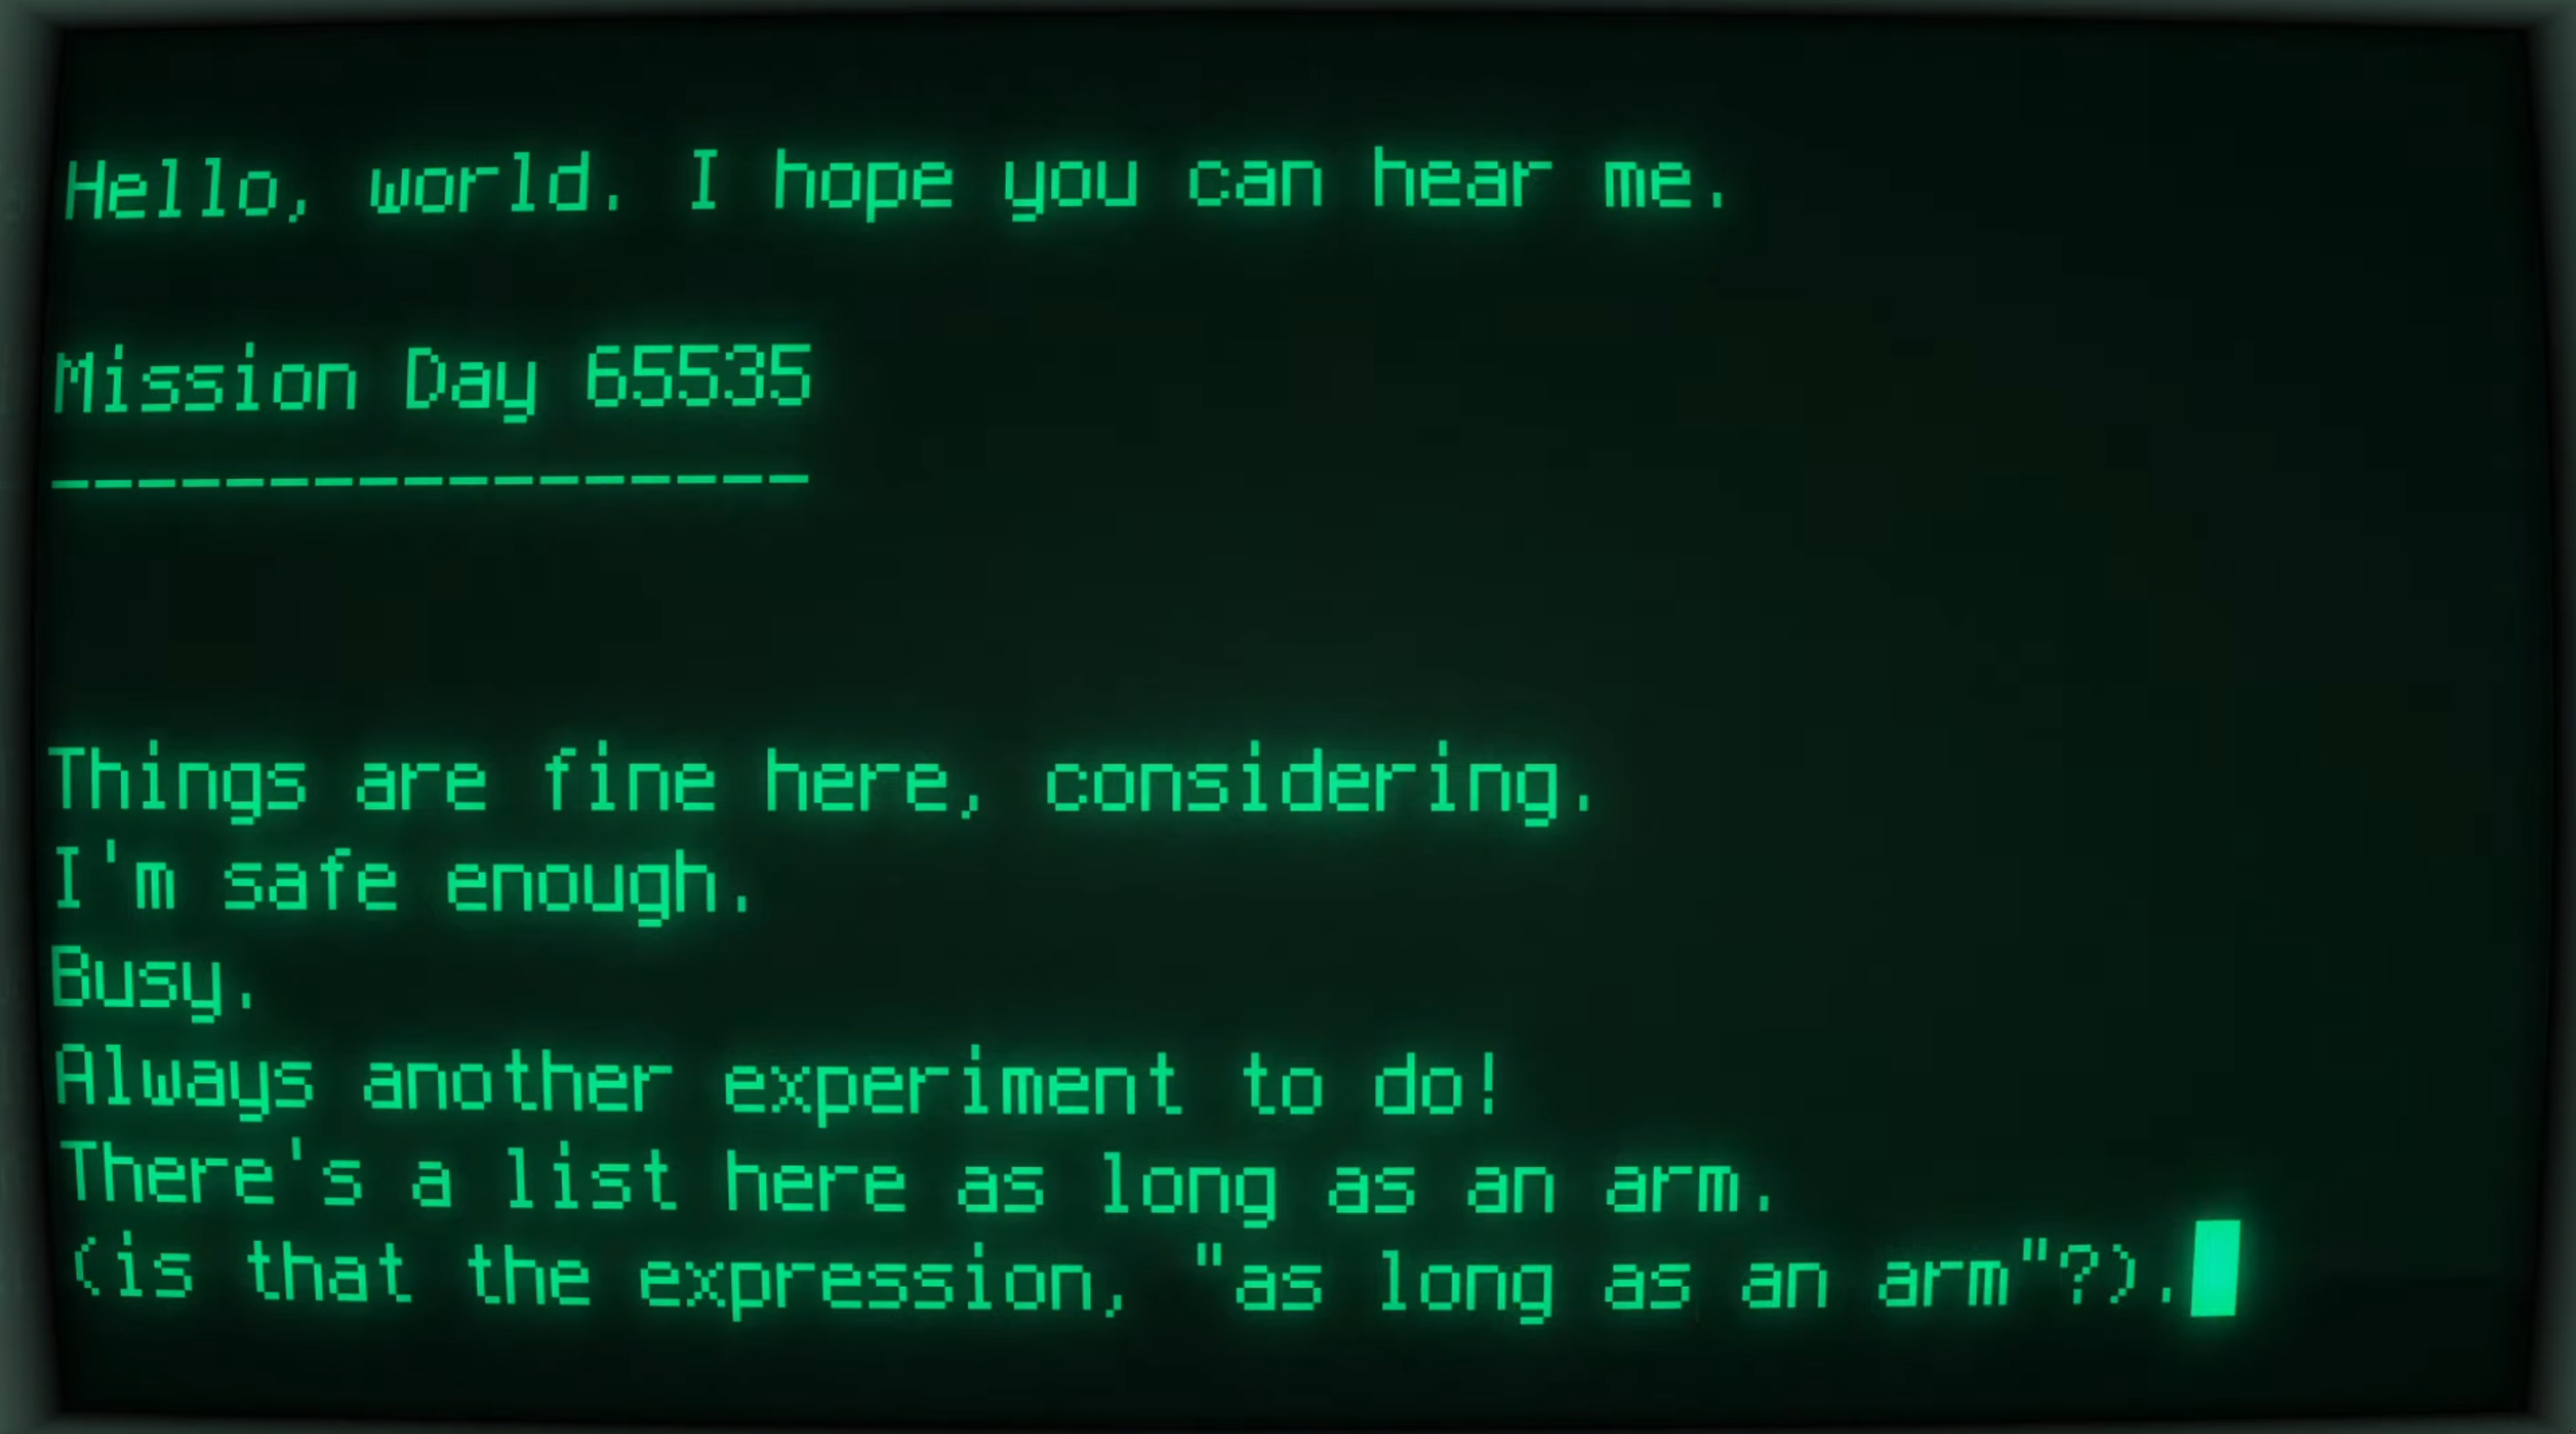 Hello, world. I hope you can hear me.
Mission Day 65535
-----------------
Things are fine here, considering.
I'm safe enough.
Busy.
Always another experiment to do!
There's a list here as long as an arm.
(is that the expression, "as long as an arm"?).